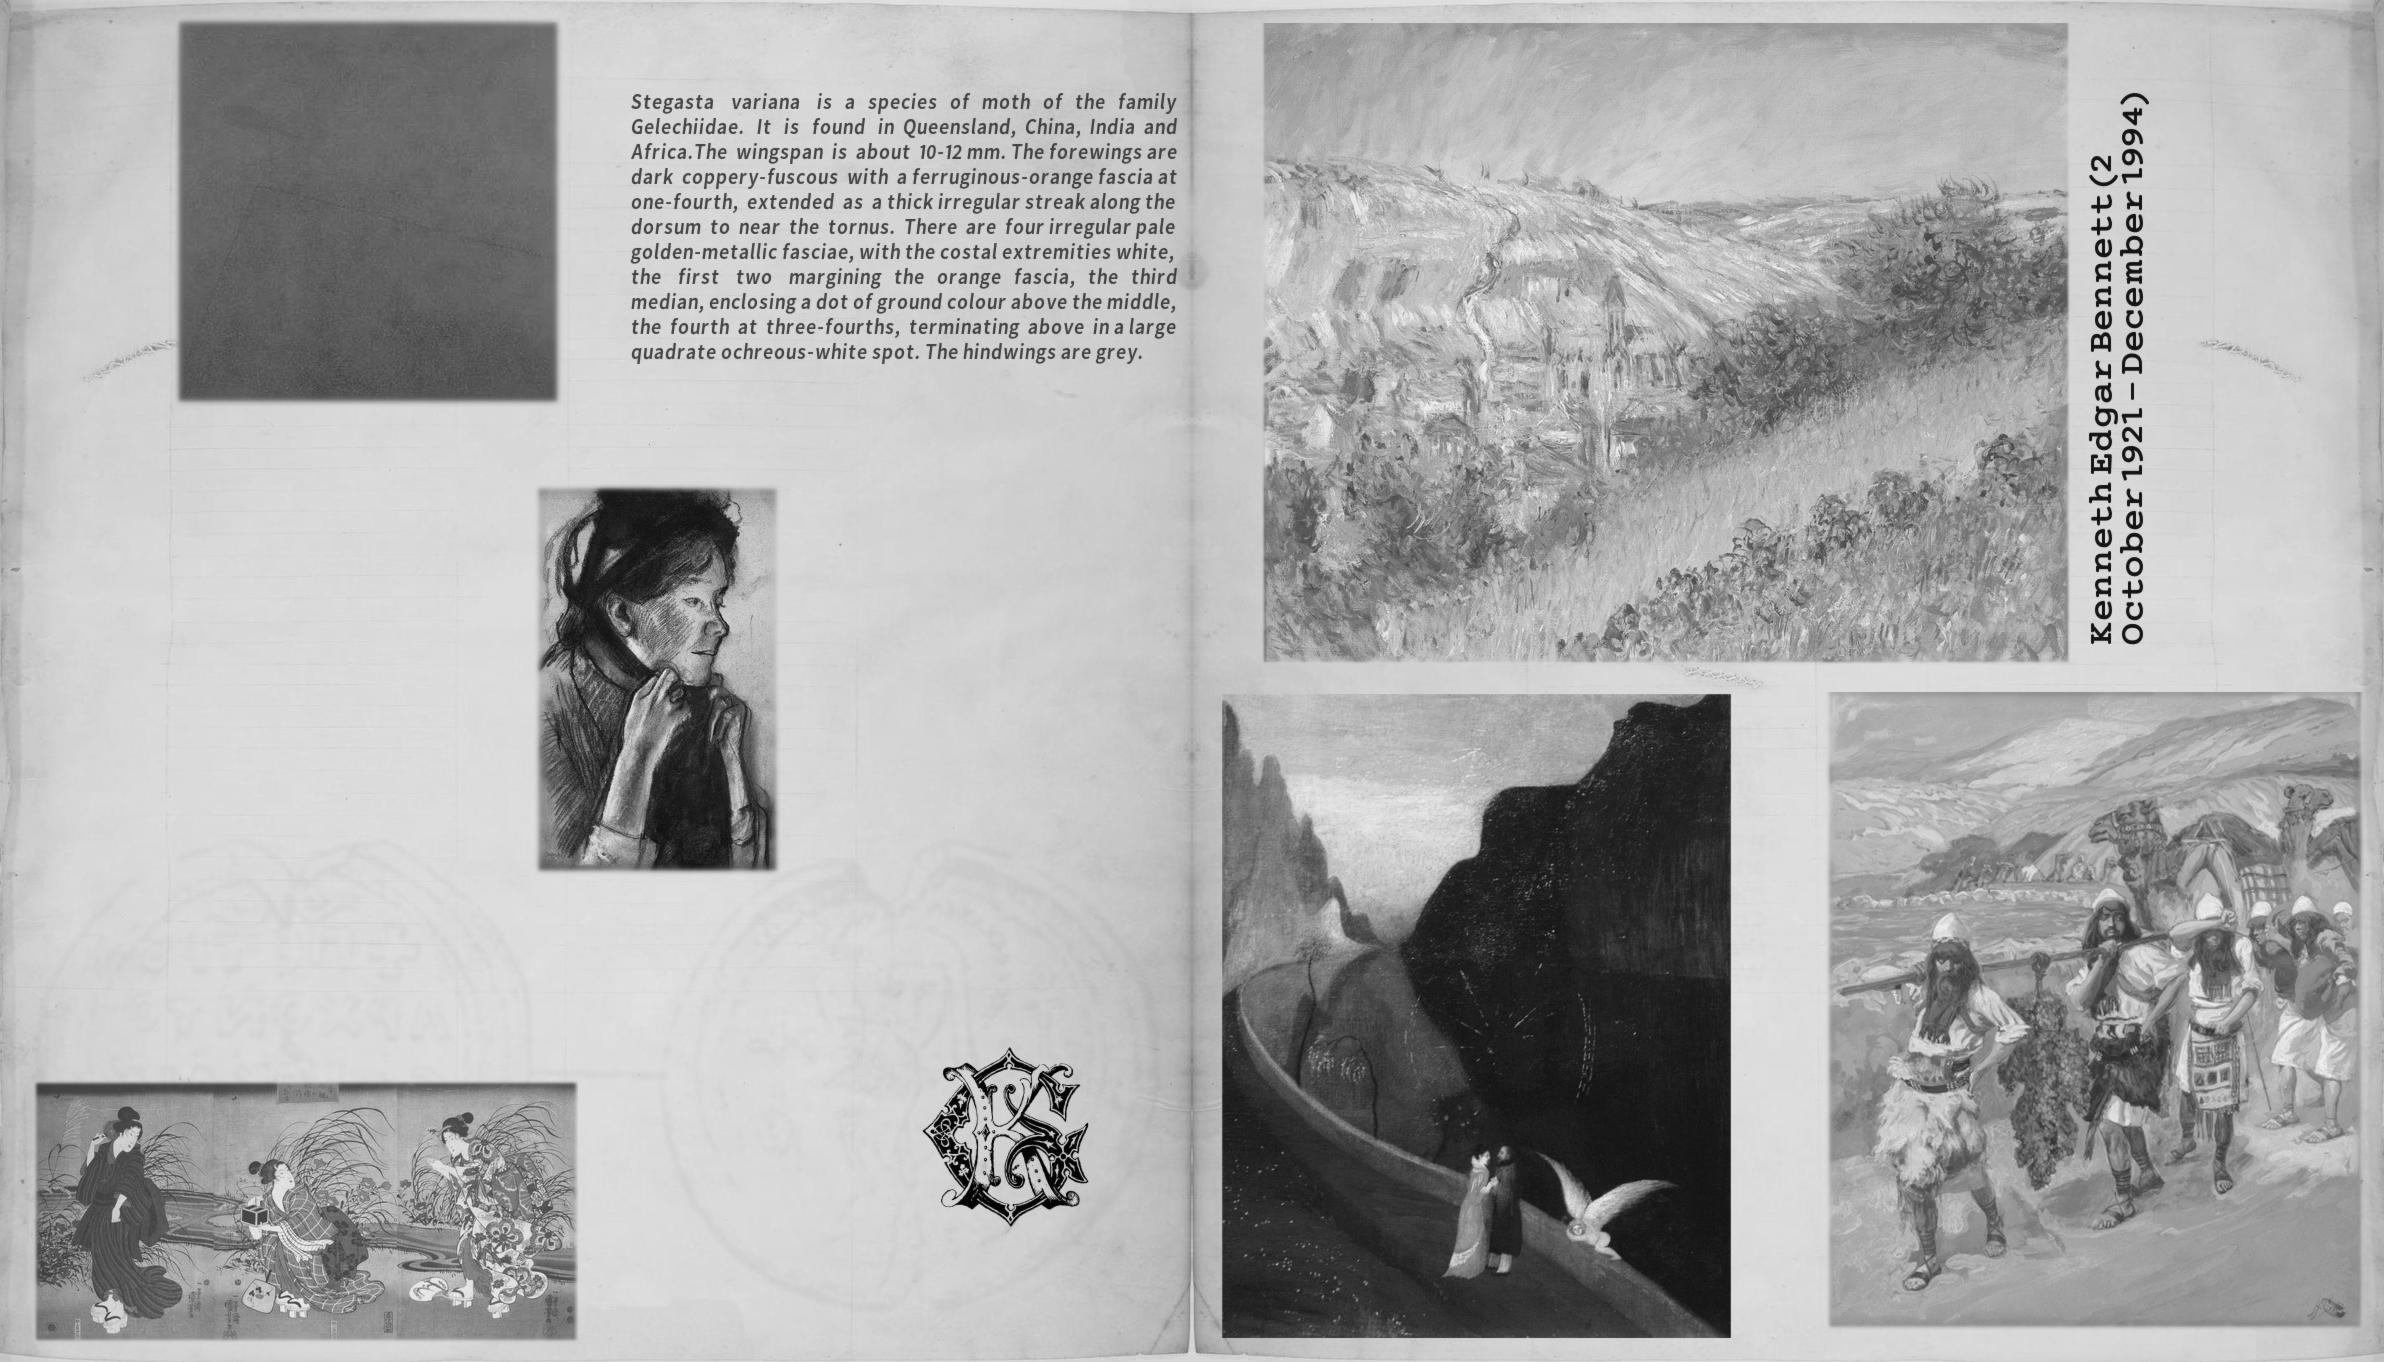 Stegasta variana is a species of moth of the family
Gelechiidae. It is found in Queensland, China, India and
Africa.The wingspan is about 10-12 mm. The forewings are
dark coppery-fuscous with a ferruginous-orange fascia at
one-fourth, extended as a thick irregular streak along the
dorsum to near the tornus. There are four irregular pale
golden-metallic fasciae, with the costal extremities white,
the first two margining the orange fascia, the third
median, enclosing a dot of ground colour above the middle,
the fourth at three-fourths, terminating above in a large
quadrate ochreous-white spot. The hindwings are grey.
Kenneth Edgar Bennett (2
October 1921 – December 1994)